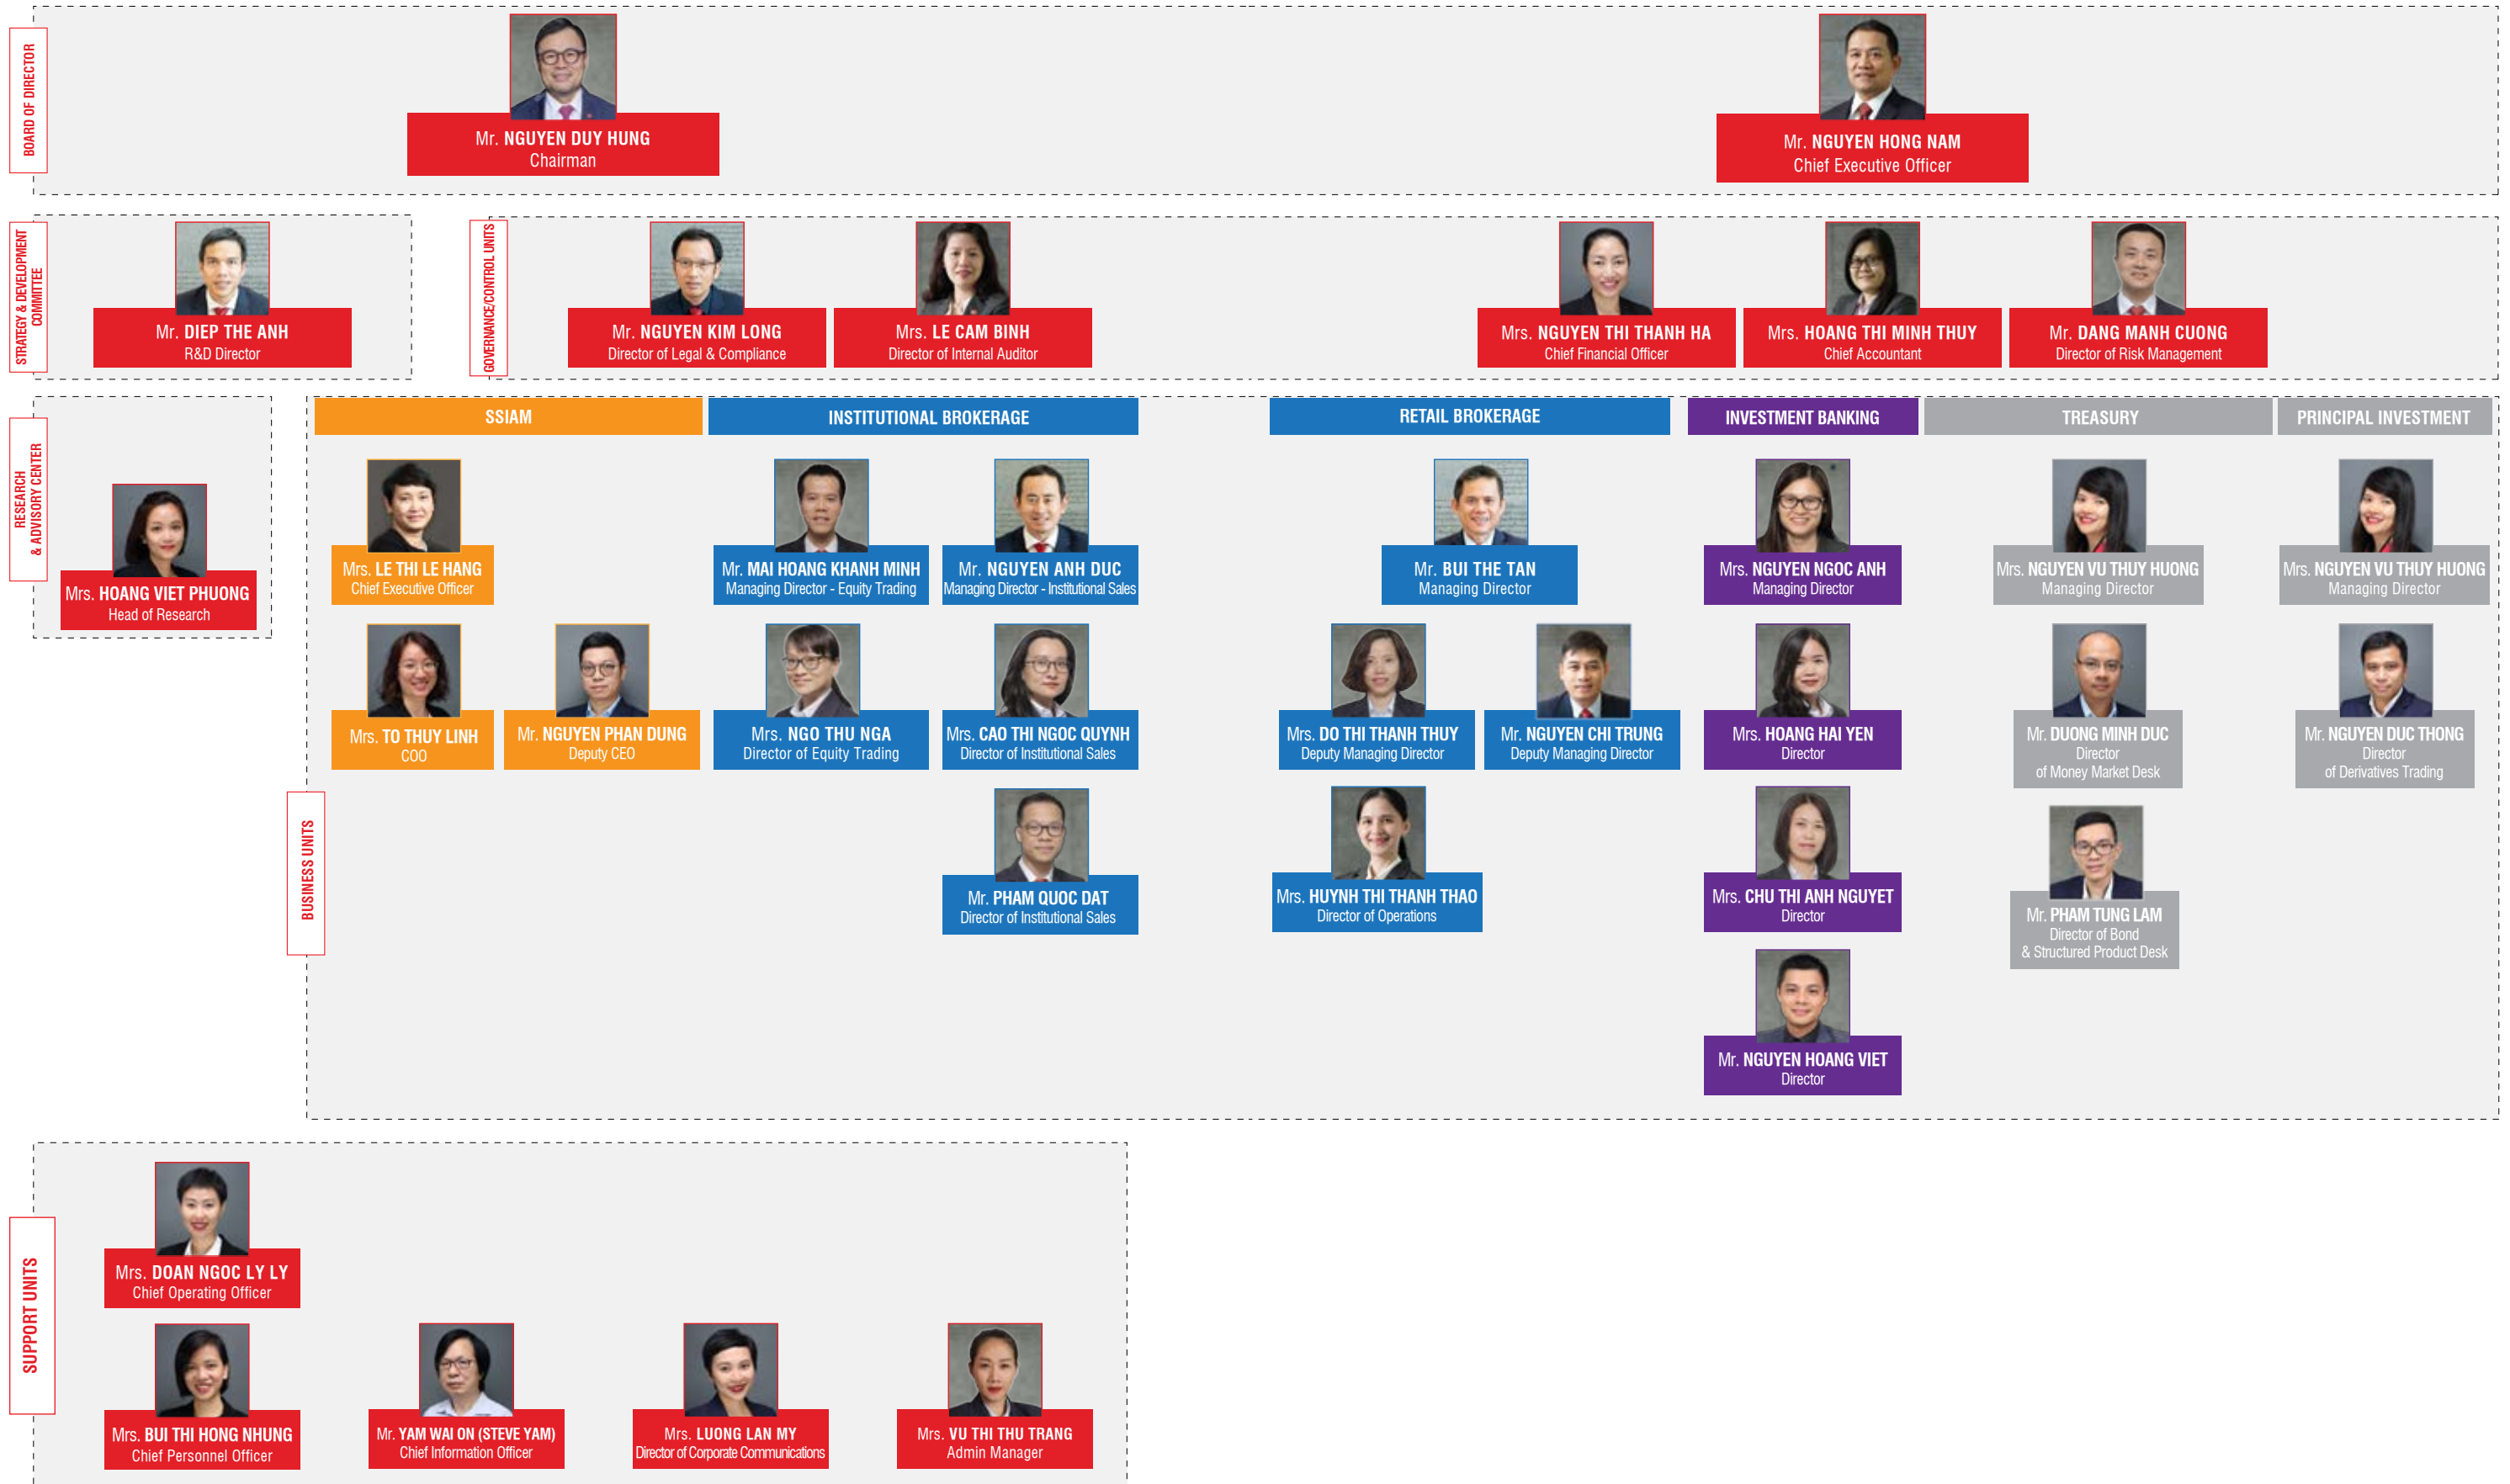 BOARD OF DIRECTOR
Mr. NGUYEN DUY HUNG
Chairman
Mr. NGUYEN HONG NAM
Chief Executive Officer
STRATEGY & DEVELOPMENT
COMMITTEE
Mr. DIEP THE ANH
R&D Director
GOVERNANCE/CONTROL UNITS
Mr. NGUYEN KIM LONG
Director of Legal & Compliance
Mrs. LE CAM BINH
Director of Internal Auditor
Mrs. NGUYEN THI THANH HA
Chief Financial Officer
Mrs. HOANG THI MINH THUY
Chief Accountant
Mr. DANG MANH CUONG
Director of Risk Management
RESEARCH
& ADVISORY CENTER
Mrs. HOANG VIET PHUONG
Head of Research
BUSINESS UNITS
SSIAM
Mrs. LE THI LE HANG
Chief Executive Officer
Mrs. TO THUY LINH
COO
Mr. NGUYEN PHAN DUNG
Deputy CEO
INSTITUTIONAL BROKERAGE
Mr. MAI HOANG KHANH MINH
Managing Director - Equity Trading
Mr. NGUYEN ANH DUC
Managing Director - Institutional Sales
Mrs. NGO THU NGA
Director of Equity Trading
Mrs. CAO THI NGOC QUYNH
Director of Institutional Sales
Mr. PHAM QUOC DAT
Director of Institutional Sales
RETAIL BROKERAGE
Mr. BUI THE TAN
Managing Director
Mrs. DO THI THANH THUY
Deputy Managing Director
Mr. NGUYEN CHI TRUNG
Deputy Managing Director
Mrs. HUYNH THI THANH THAO
Director of Operations
INVESTMENT BANKING
Mrs. NGUYEN NGOC ANH
Managing Director
Mrs. HOANG HAI YEN
Director
Mrs. CHU THI ANH NGUYET
Director
Mr. NGUYEN HOANG VIET
Director
TREASURY
Mrs. NGUYEN VU THUY HUONG
Managing Director
Mr. DUONG MINH DUC
Director
of Money Market Desk
Mr. PHAM TUNG LAM
Director of Bond
& Structured Product Desk
PRINCIPAL INVESTMENT
Mrs. NGUYEN VU THUY HUONG
Managing Director
Mr. NGUYEN DUC THONG
Director
of Derivatives Trading
SUPPORT UNITS
Mrs. DOAN NGOC LY LY
Chief Operating Officer
Mrs. BUI THI HONG NHUNG
Chief Personnel Officer
Mr. YAM WAI ON (STEVE YAM)
Chief Information Officer
Mrs. LUONG LAN MY
Director of Corporate Communications
Mrs. VU THI THU TRANG
Admin Manager